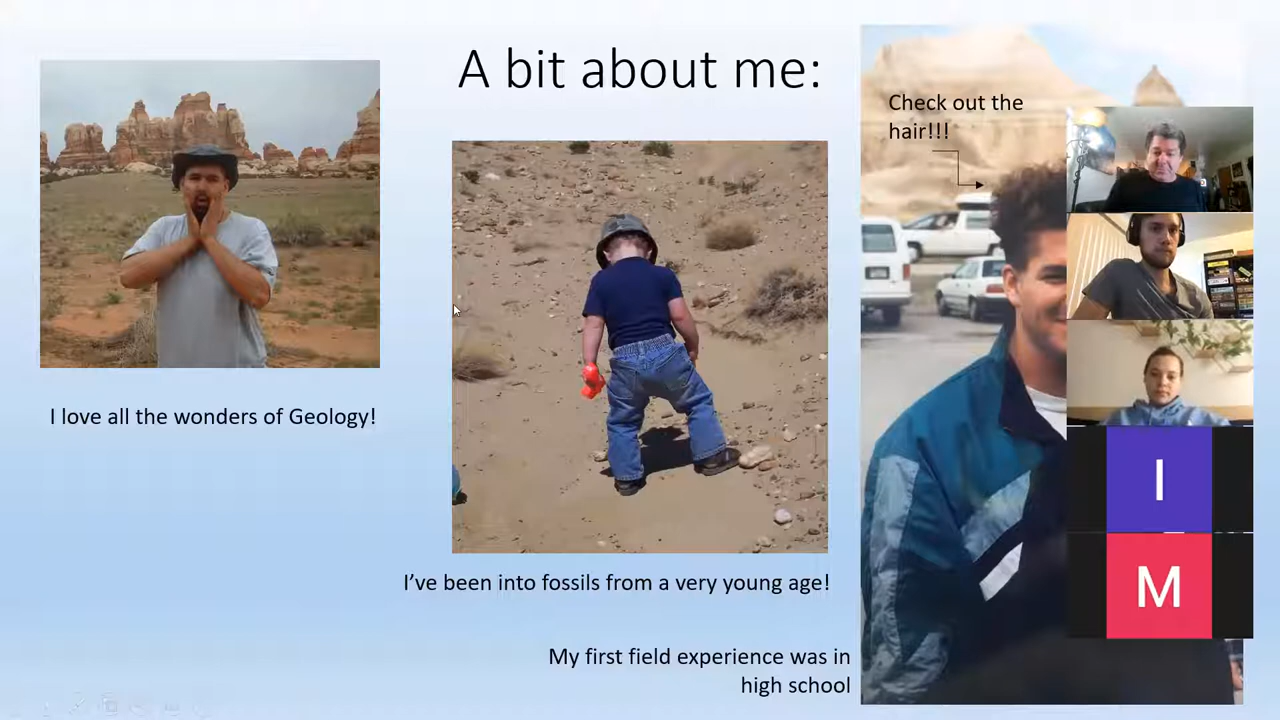 A bit about me:
Check out the
hair!!!
I love all the wonders of Geology!
I've been into fossils from a very young age!
My first field experience was in
high school
I
M